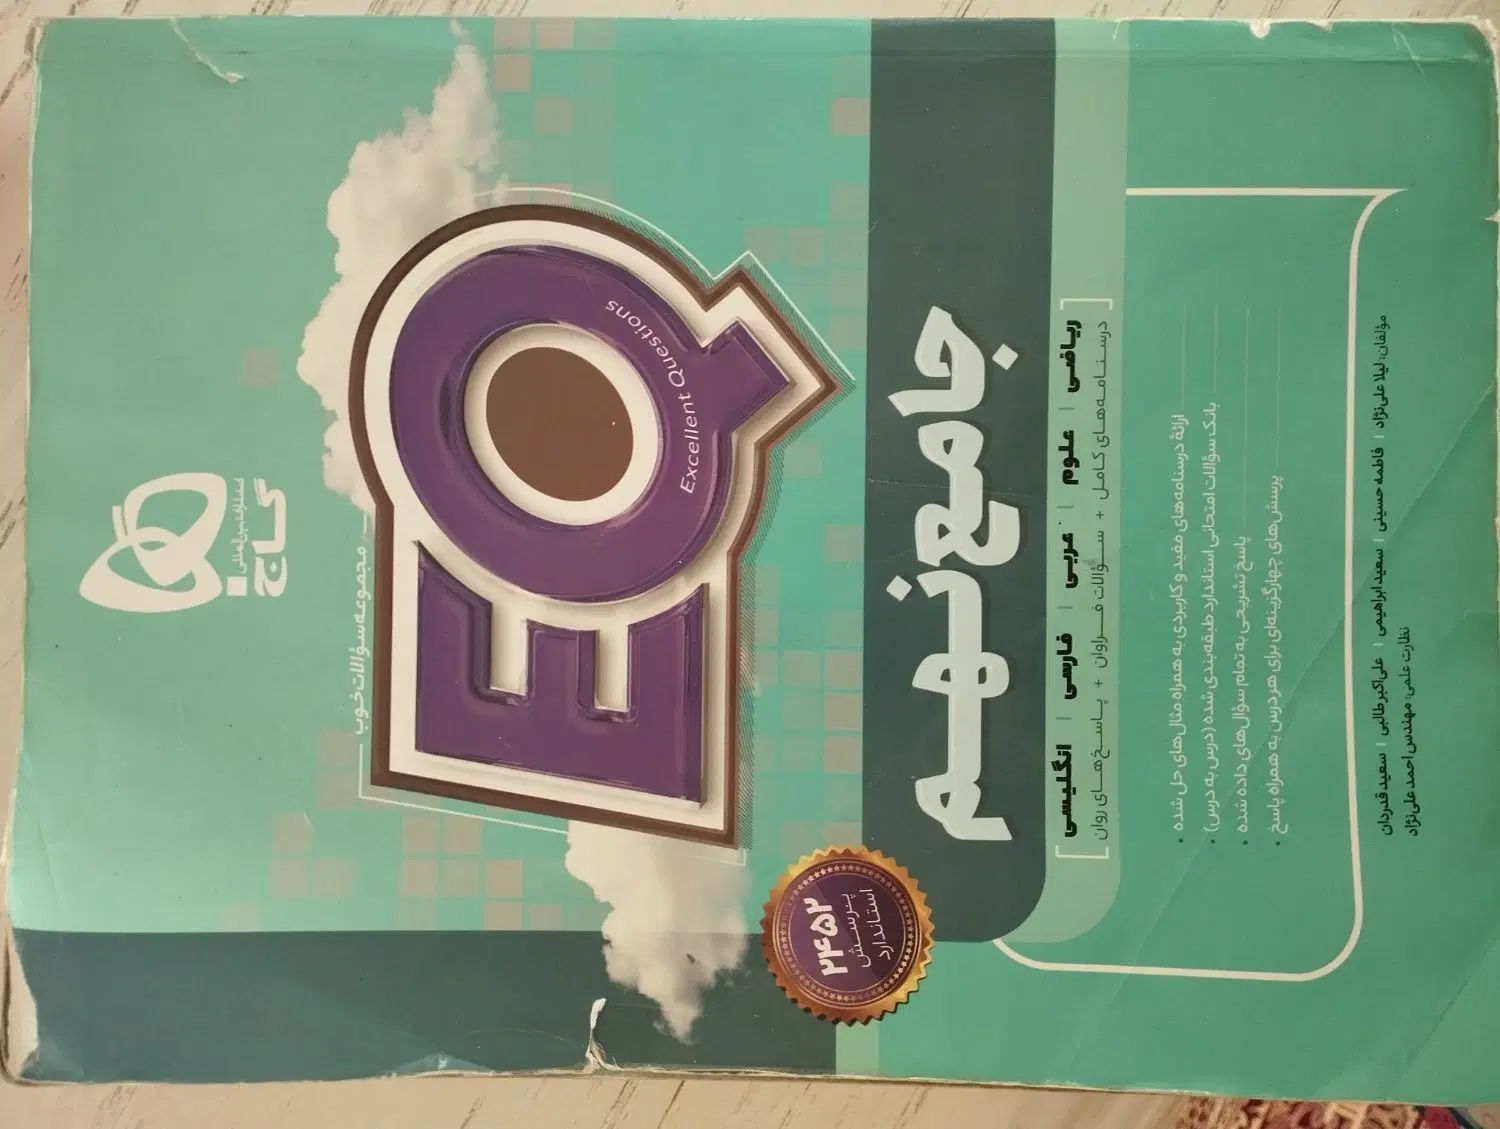 گاج
انتشارات بین‌المللی
مجموعه سؤالات خوب
EQ
Excellent Questions
جامع نهم
ریاضی | علوم | عربی | فارسی | انگلیسی
درسنامه‌های کامل + سؤالات فراوان + پاسخ‌های روان
۲۴۵۲
پرسش
استاندارد
• ارائهٔ درسنامه‌های مفید و کاربردی به همراه مثال‌های حل شده
• بانک سؤالات امتحانی استاندارد طبقه‌بندی شده (درس به درس)
• پاسخ تشریحی به تمام سؤال‌های داده شده
• پرسش‌های چهارگزینه‌ای برای هر درس به همراه پاسخ
مؤلفان: لیلا علی‌نژاد | فاطمه حسینی | سعید ابراهیمی | علی‌اکبر طالبی | سعید قدردان
نظارت علمی: مهندس احمد علی‌نژاد